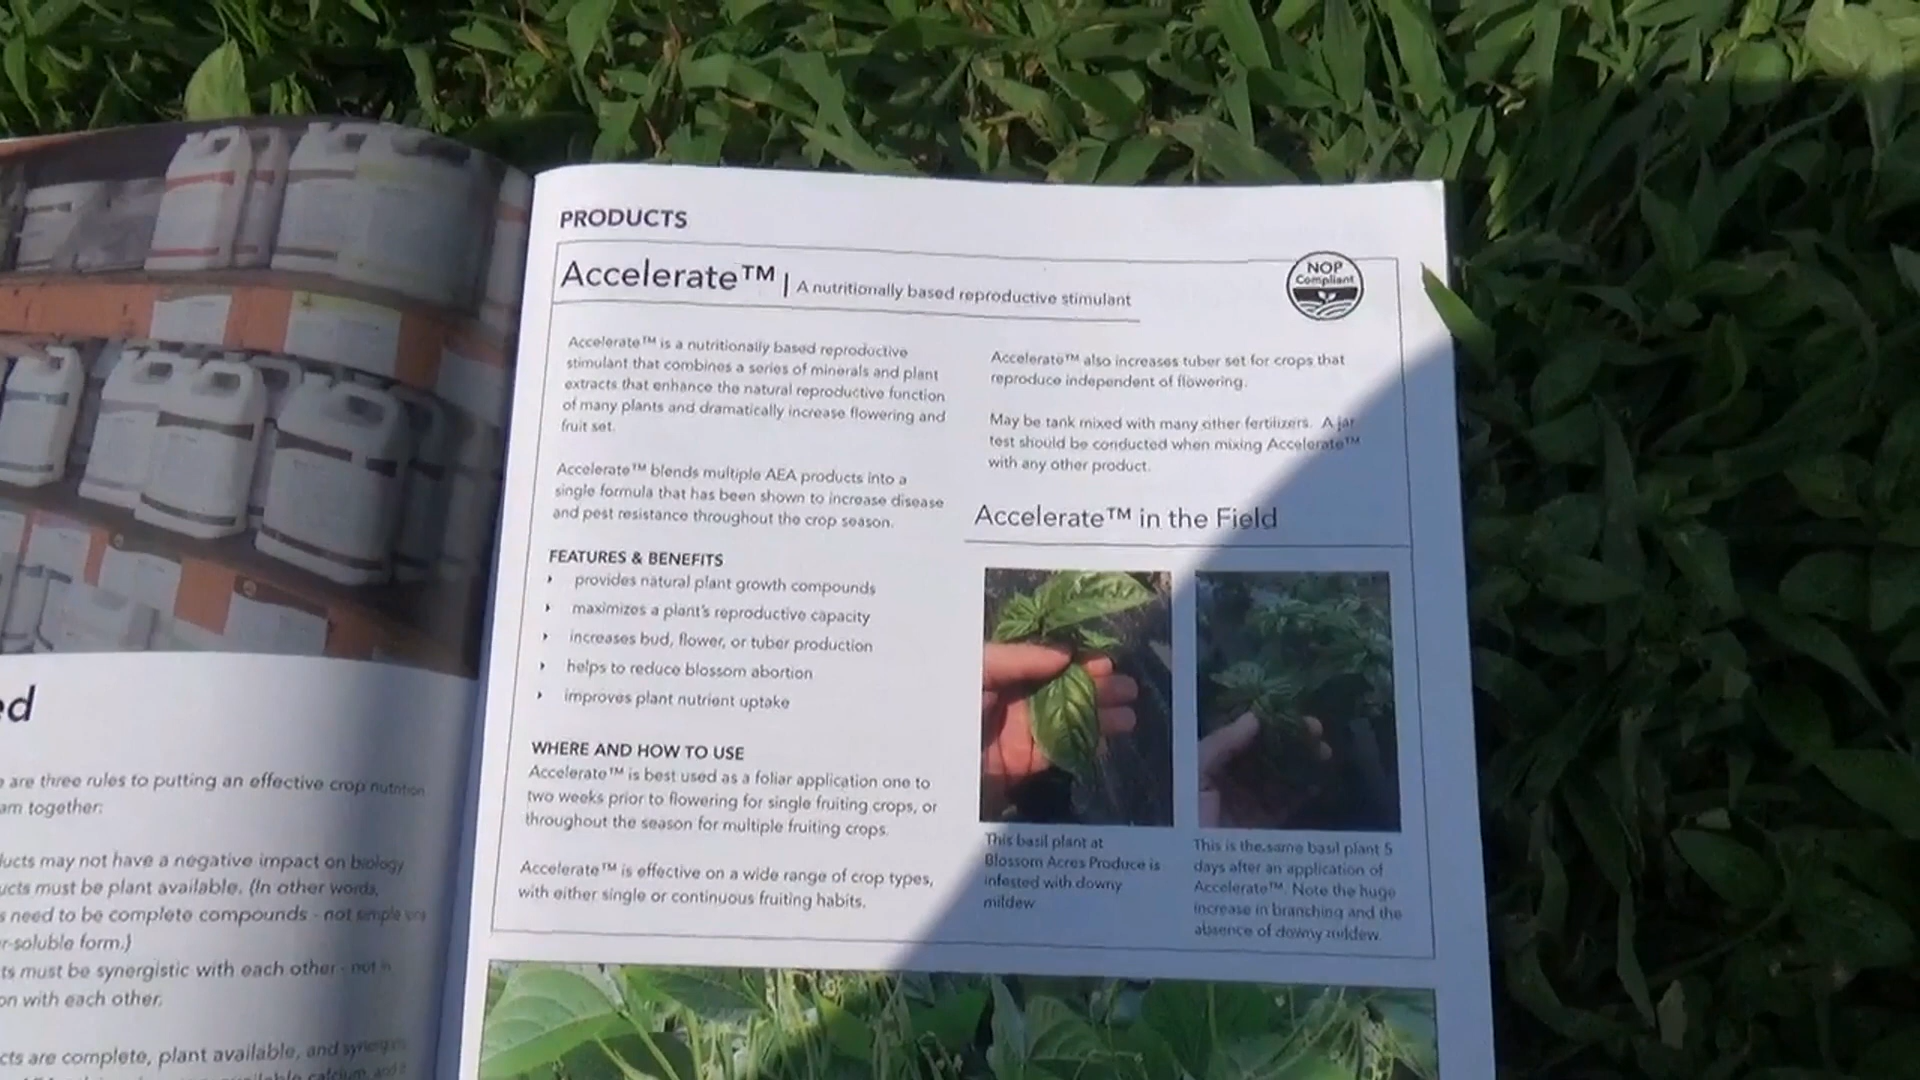 ed
are three rules to putting an effective crop nutrition
am together:
ucts may not have a negative impact on biology
ucts must be plant available. (In other words,
s need to be complete compounds - not simple
r-soluble form.)
ts must be synergistic with each other - not in
on with each other.
cts are complete, plant available, and
available calcium, and
PRODUCTS
Accelerate™ | A nutritionally based reproductive stimulant
NOP
Compliant
Accelerate™ is a nutritionally based reproductive
stimulant that combines a series of minerals and plant
extracts that enhance the natural reproductive function
of many plants and dramatically increase flowering and
fruit set.
Accelerate™ blends multiple AEA products into a
single formula that has been shown to increase disease
and pest resistance throughout the crop season.
FEATURES & BENEFITS
provides natural plant growth compounds
maximizes a plant's reproductive capacity
increases bud, flower, or tuber production
helps to reduce blossom abortion
improves plant nutrient uptake
WHERE AND HOW TO USE
Accelerate™ is best used as a foliar application one to
two weeks prior to flowering for single fruiting crops, or
throughout the season for multiple fruiting crops.
Accelerate™ is effective on a wide range of crop types,
with either single or continuous fruiting habits.
Accelerate™ also increases tuber set for crops that
reproduce independent of flowering.
May be tank mixed with many other fertilizers. A jar
test should be conducted when mixing Accelerate™
with any other product.
Accelerate™ in the Field
This basil plant at
Blossom Acres Produce is
infested with downy
mildew.
This is the same basil plant 5
days after an application of
Accelerate™. Note the huge
increase in branching and the
absence of downy mildew.